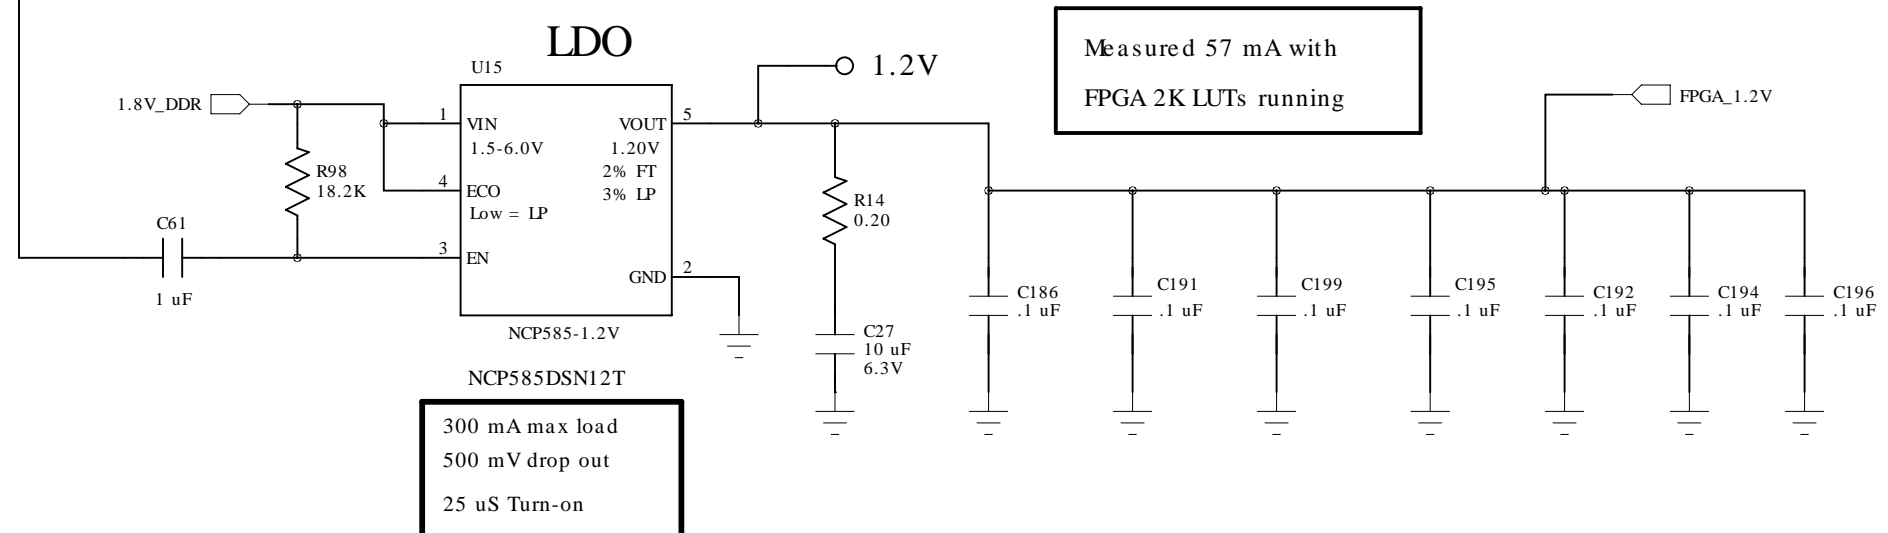 LDO
U15
1.2V
Measured 57 mA with
FPGA 2K LUTs running
1.8V_DDR
FPGA_1.2V
1
VIN
1.5-6.0V
VOUT
5
1.20V
2% FT
3% LP
R98
18.2K
4
ECO
Low = LP
R14
0.20
C61
1 uF
3
EN
GND
2
NCP585-1.2V
C27
10 uF
6.3V
C186
.1 uF
C191
.1 uF
C199
.1 uF
C195
.1 uF
C192
.1 uF
C194
.1 uF
C196
.1 uF
NCP585DSN12T
300 mA max load
500 mV drop out
25 uS Turn-on